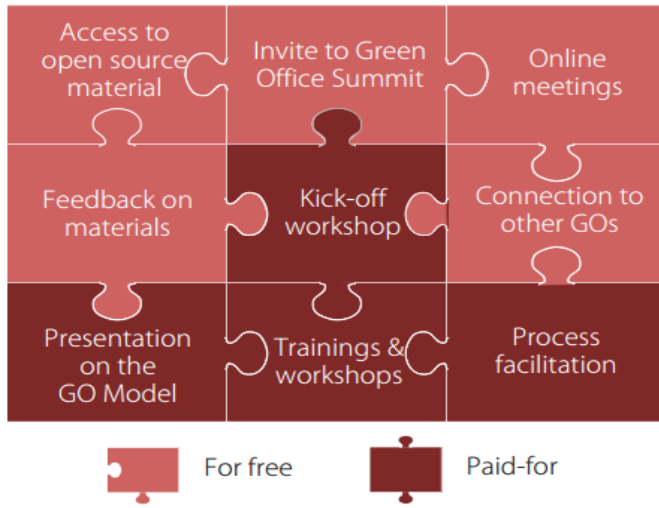 Access to
open source
material
Invite to Green
Office Summit
Online
meetings
Feedback on
materials
Kick-off
workshop
Connection to
other GOs
Presentation
on the
GO Model
Trainings &
workshops
Process
facilitation
For free
Paid-for